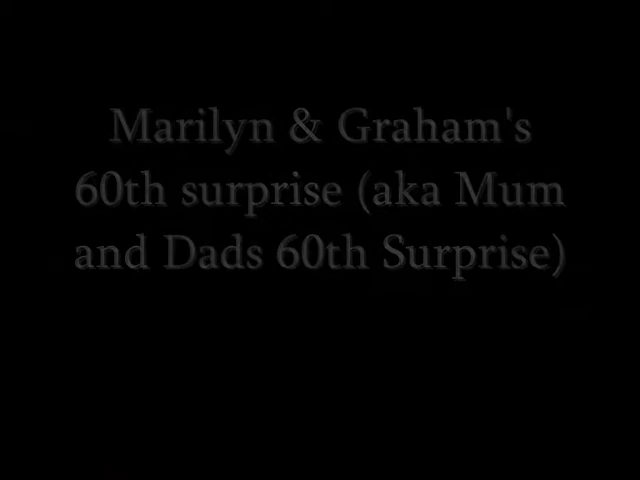 Marilyn & Graham's
60th surprise (aka Mum
and Dads 60th Surprise)